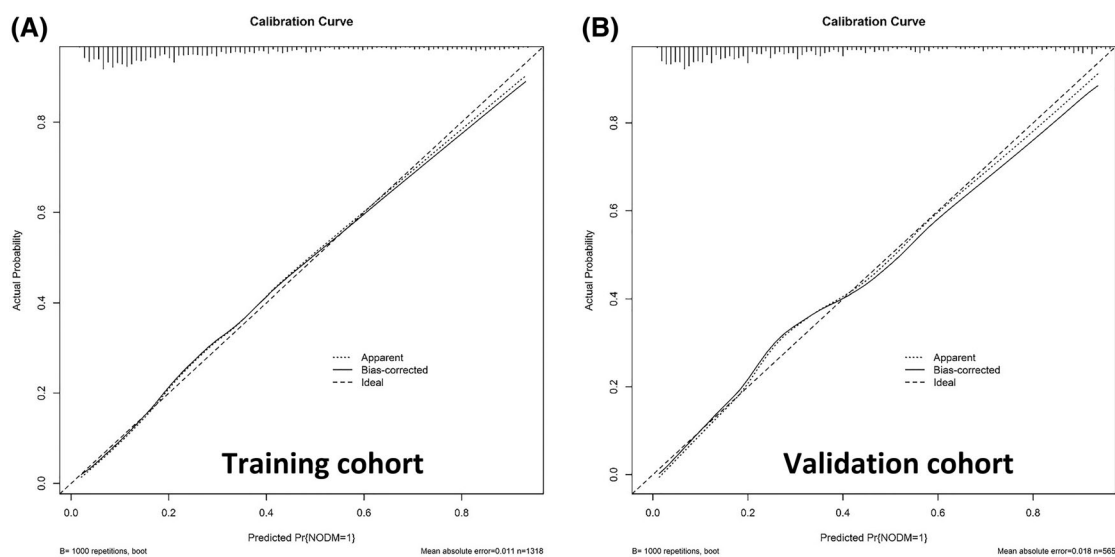 (A)
Calibration Curve
Actual Probability
0.0
0.2
0.4
0.6
0.8
Apparent
Bias-corrected
Ideal
Training cohort
0.0 0.2 0.4 0.6 0.8
Predicted Pr{NODM=1}
B= 1000 repetitions, boot
Mean absolute error=0.011 n=1318
(B)
Calibration Curve
Actual Probability
0.0
0.2
0.4
0.6
0.8
Apparent
Bias-corrected
Ideal
Validation cohort
0.0 0.2 0.4 0.6 0.8
Predicted Pr{NODM=1}
B= 1000 repetitions, boot
Mean absolute error=0.018 n=565